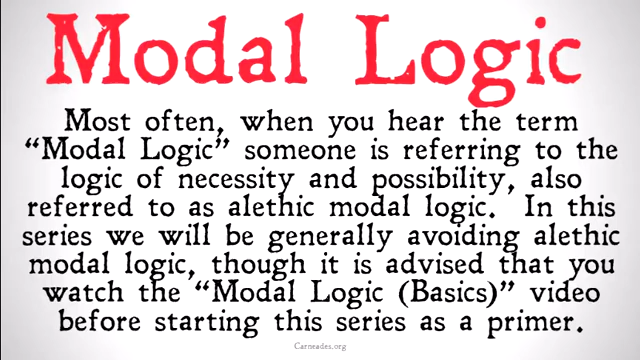 Modal Logic
Most often, when you hear the term
“Modal Logic” someone is referring to the
logic of necessity and possibility, also
referred to as alethic modal logic.  In this
series we will be generally avoiding alethic
modal logic, though it is advised that you
watch the “Modal Logic (Basics)” video
before starting this series as a primer.
Carneades.org